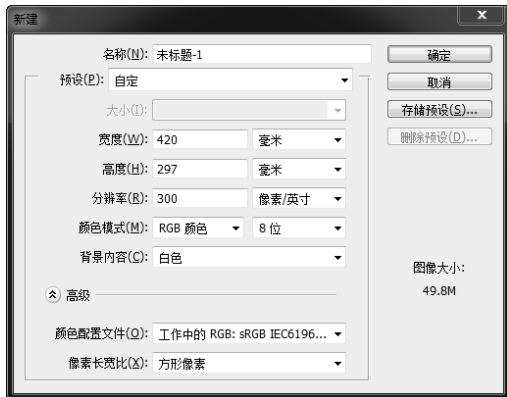 新建
名称(N): 未标题-1
确定
预设(P): 自定
取消
大小(I):
存储预设(S)...
宽度(W): 420 毫米
删除预设(D)...
高度(H): 297 毫米
分辨率(R): 300 像素/英寸
颜色模式(M): RGB 颜色 8 位
背景内容(C): 白色
图像大小:
49.8M
高级
颜色配置文件(O): 工作中的 RGB: sRGB IEC6196...
像素长宽比(X): 方形像素